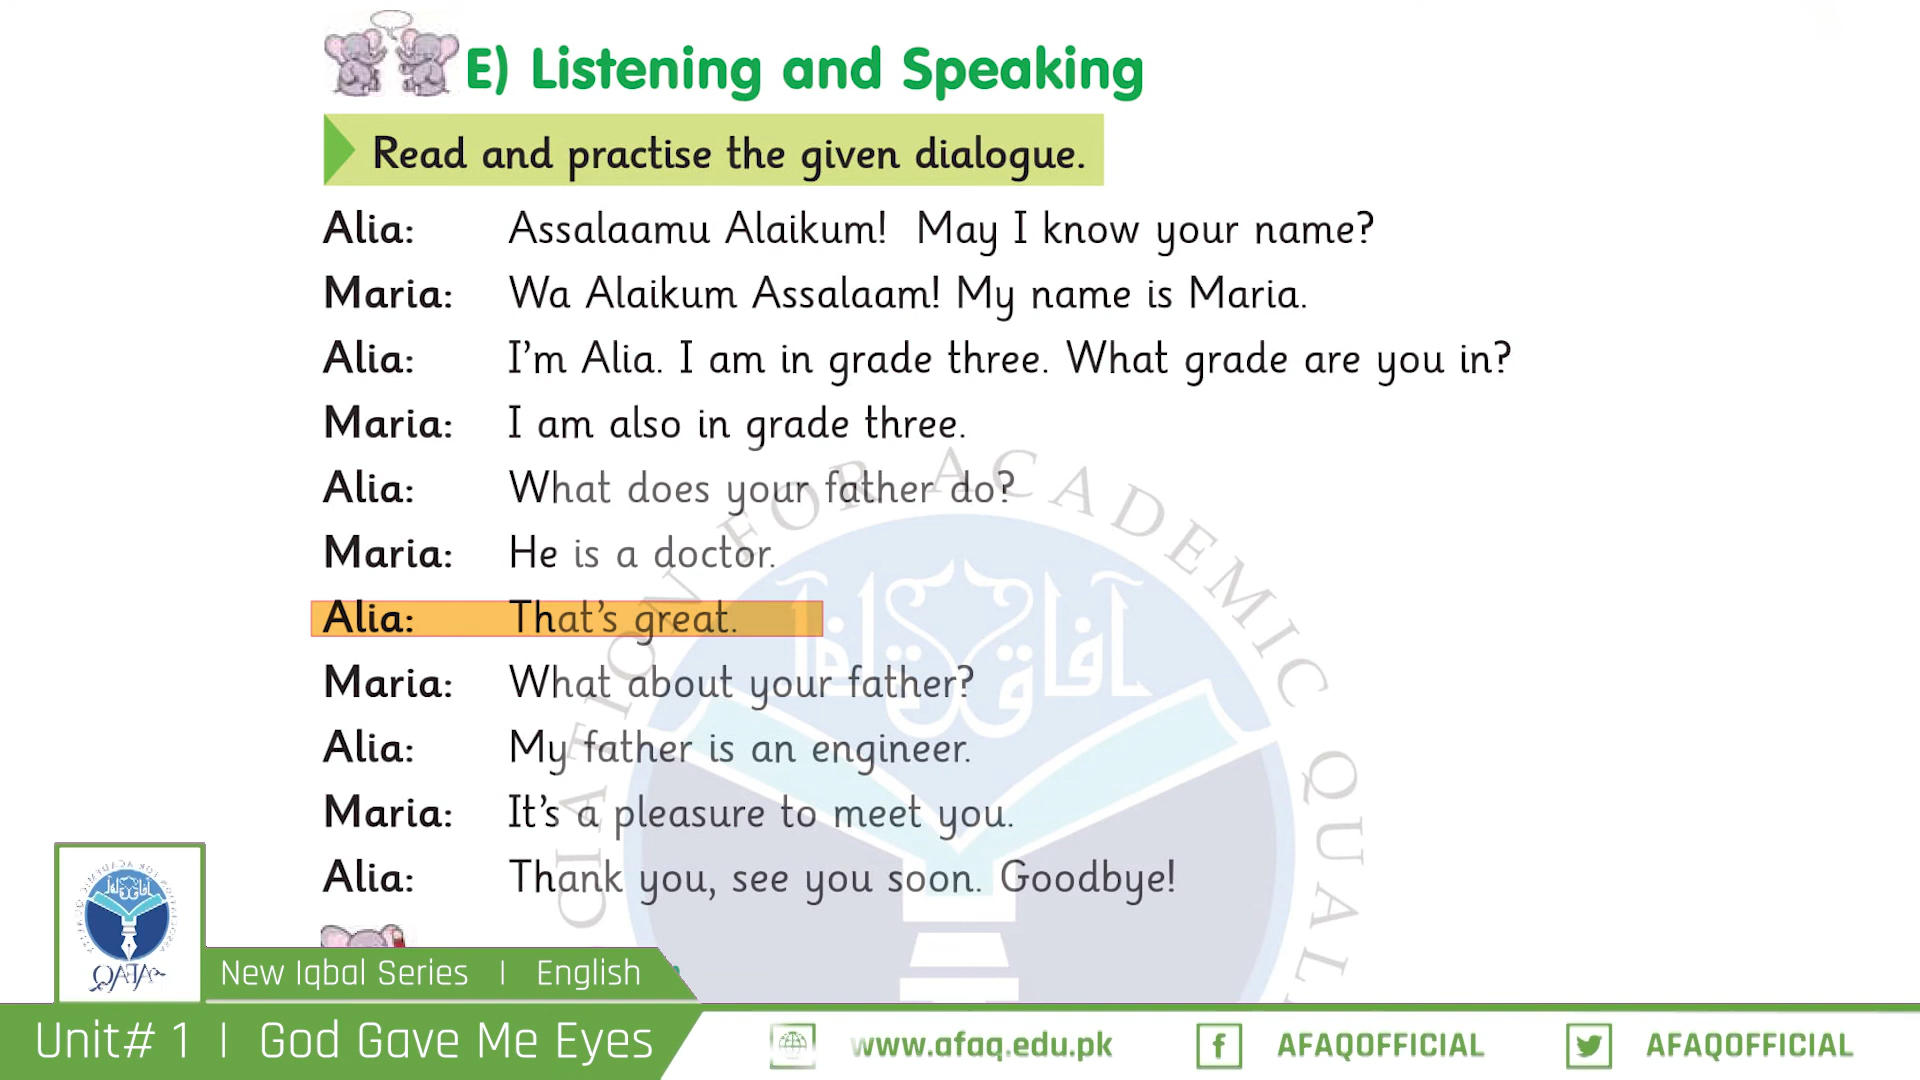 E) Listening and Speaking
Read and practise the given dialogue.
Alia: Assalaamu Alaikum! May I know your name?
Maria: Wa Alaikum Assalaam! My name is Maria.
Alia: I'm Alia. I am in grade three. What grade are you in?
Maria: I am also in grade three.
Alia: What does your father do?
Maria: He is a doctor.
Alia: That's great.
Maria: What about your father?
Alia: My father is an engineer.
Maria: It's a pleasure to meet you.
Alia: Thank you, see you soon. Goodbye!
FOR ACADEMIC QUAL
آفاق
New Iqbal Series | English
Unit# 1 | God Gave Me Eyes
www.afaq.edu.pk
AFAQOFFICIAL
AFAQOFFICIAL